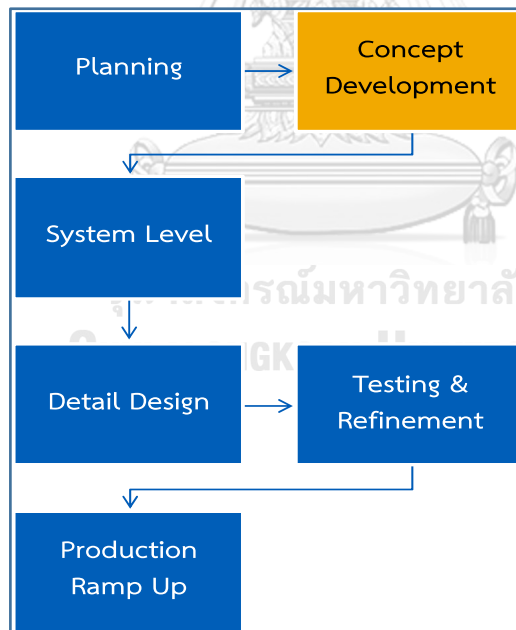 Planning
Concept
Development
System Level
Detail Design
Testing &
Refinement
Production
Ramp Up